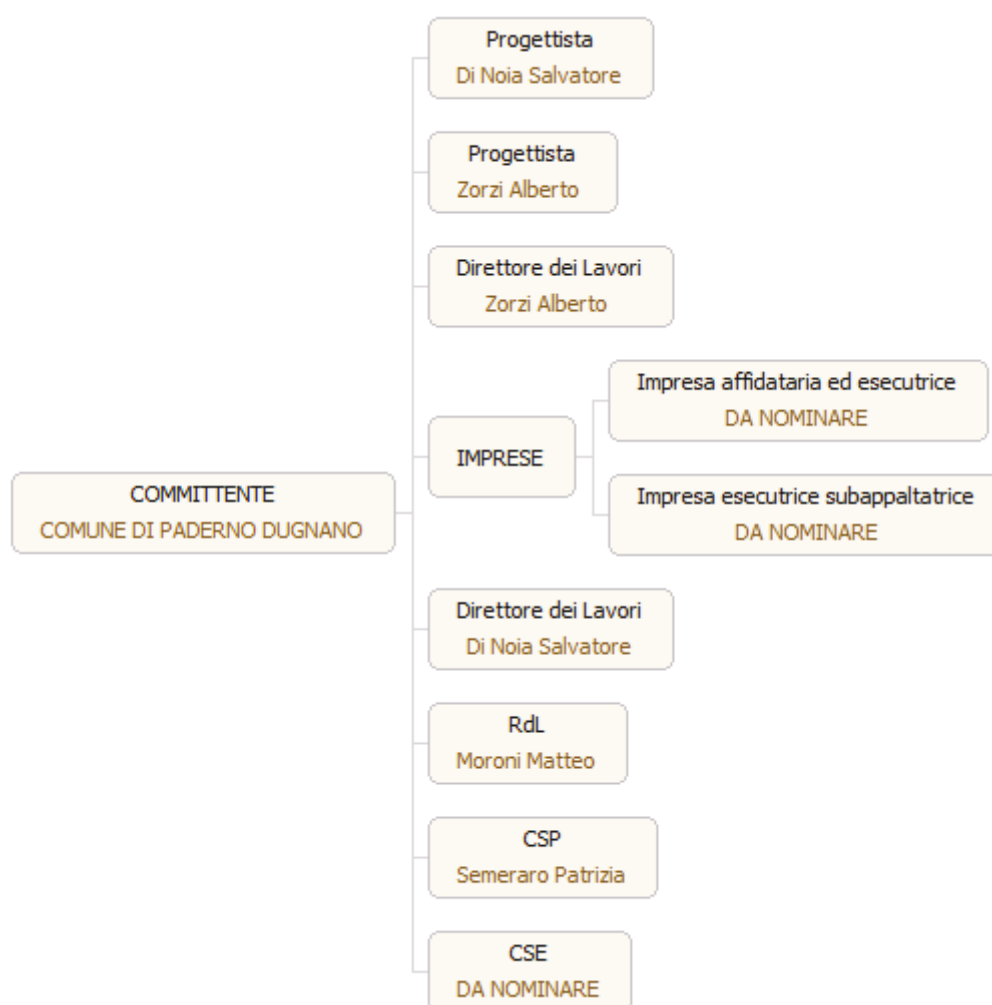 Progettista
Di Noia Salvatore
Progettista
Zorzi Alberto
Direttore dei Lavori
Zorzi Alberto
Impresa affidataria ed esecutrice
DA NOMINARE
IMPRESE
COMMITTENTE
COMUNE DI PADERNO DUGNANO
Impresa esecutrice subappaltatrice
DA NOMINARE
Direttore dei Lavori
Di Noia Salvatore
RdL
Moroni Matteo
CSP
Semeraro Patrizia
CSE
DA NOMINARE